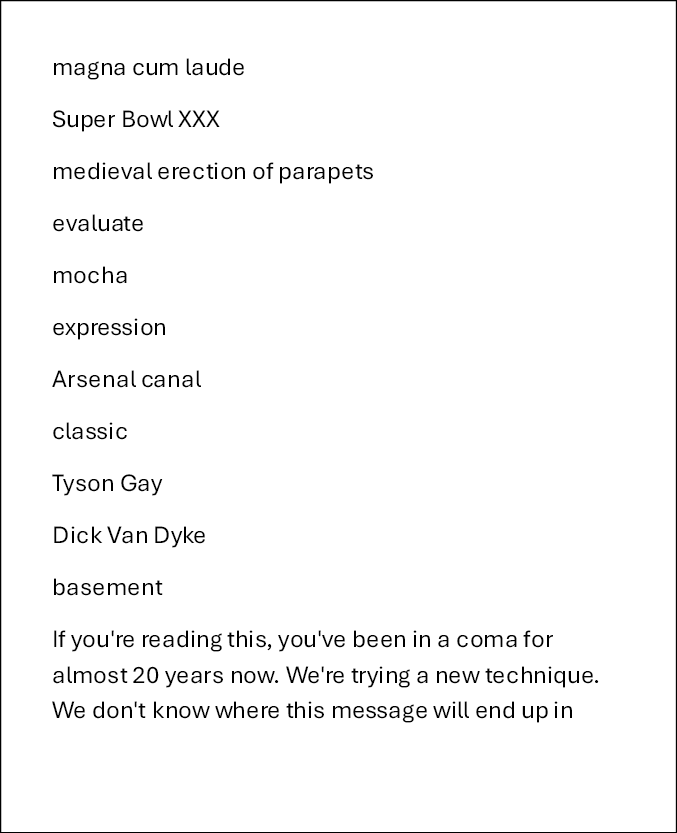 magna cum laude
Super Bowl XXX
medieval erection of parapets
evaluate
mocha
expression
Arsenal canal
classic
Tyson Gay
Dick Van Dyke
basement
If you're reading this, you've been in a coma for
almost 20 years now. We're trying a new technique.
We don't know where this message will end up in